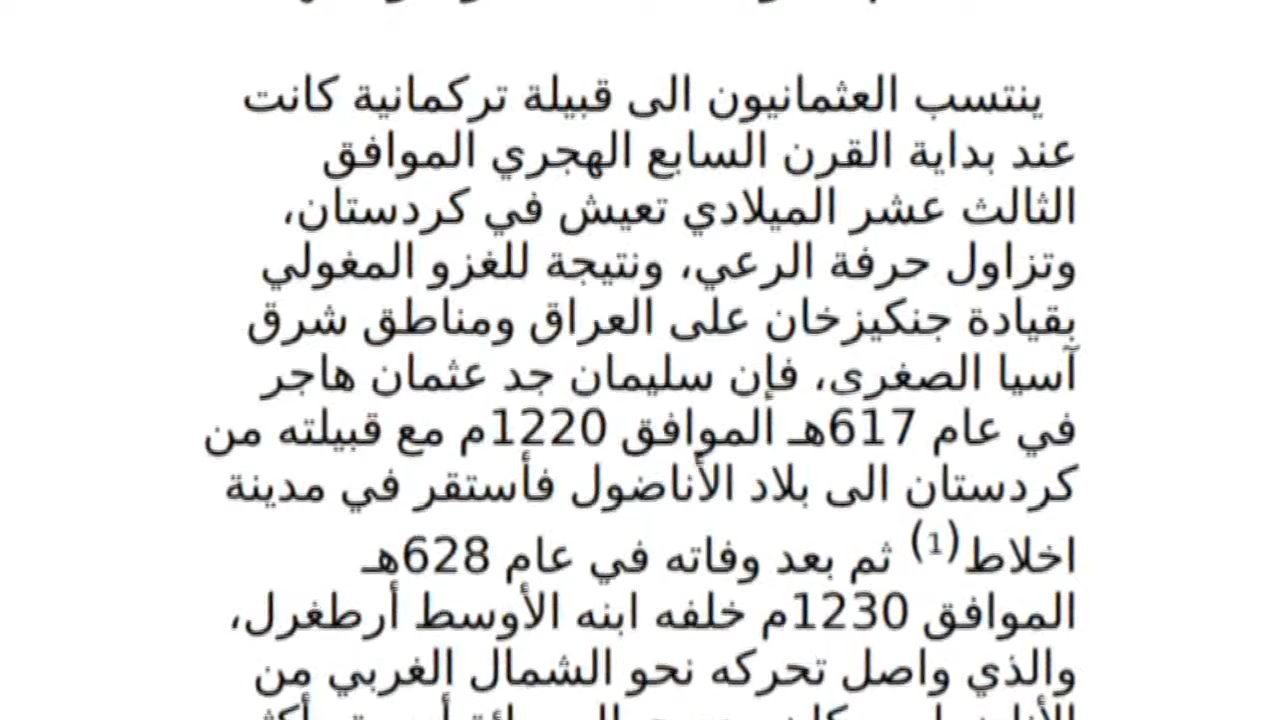 ينتسب العثمانيون الى قبيلة تركمانية كانت
عند بداية القرن السابع الهجري الموافق
الثالث عشر الميلادي تعيش في كردستان،
وتزاول حرفة الرعي، ونتيجة للغزو المغولي
بقيادة جنكيزخان على العراق ومناطق شرق
آسيا الصغرى، فإن سليمان جد عثمان هاجر
في عام 617هـ الموافق 1220م مع قبيلته من
كردستان الى بلاد الأناضول فأستقر في مدينة
اخلاط(1) ثم بعد وفاته في عام 628هـ
الموافق 1230م خلفه ابنه الأوسط أرطغرل،
والذي واصل تحركه نحو الشمال الغربي من